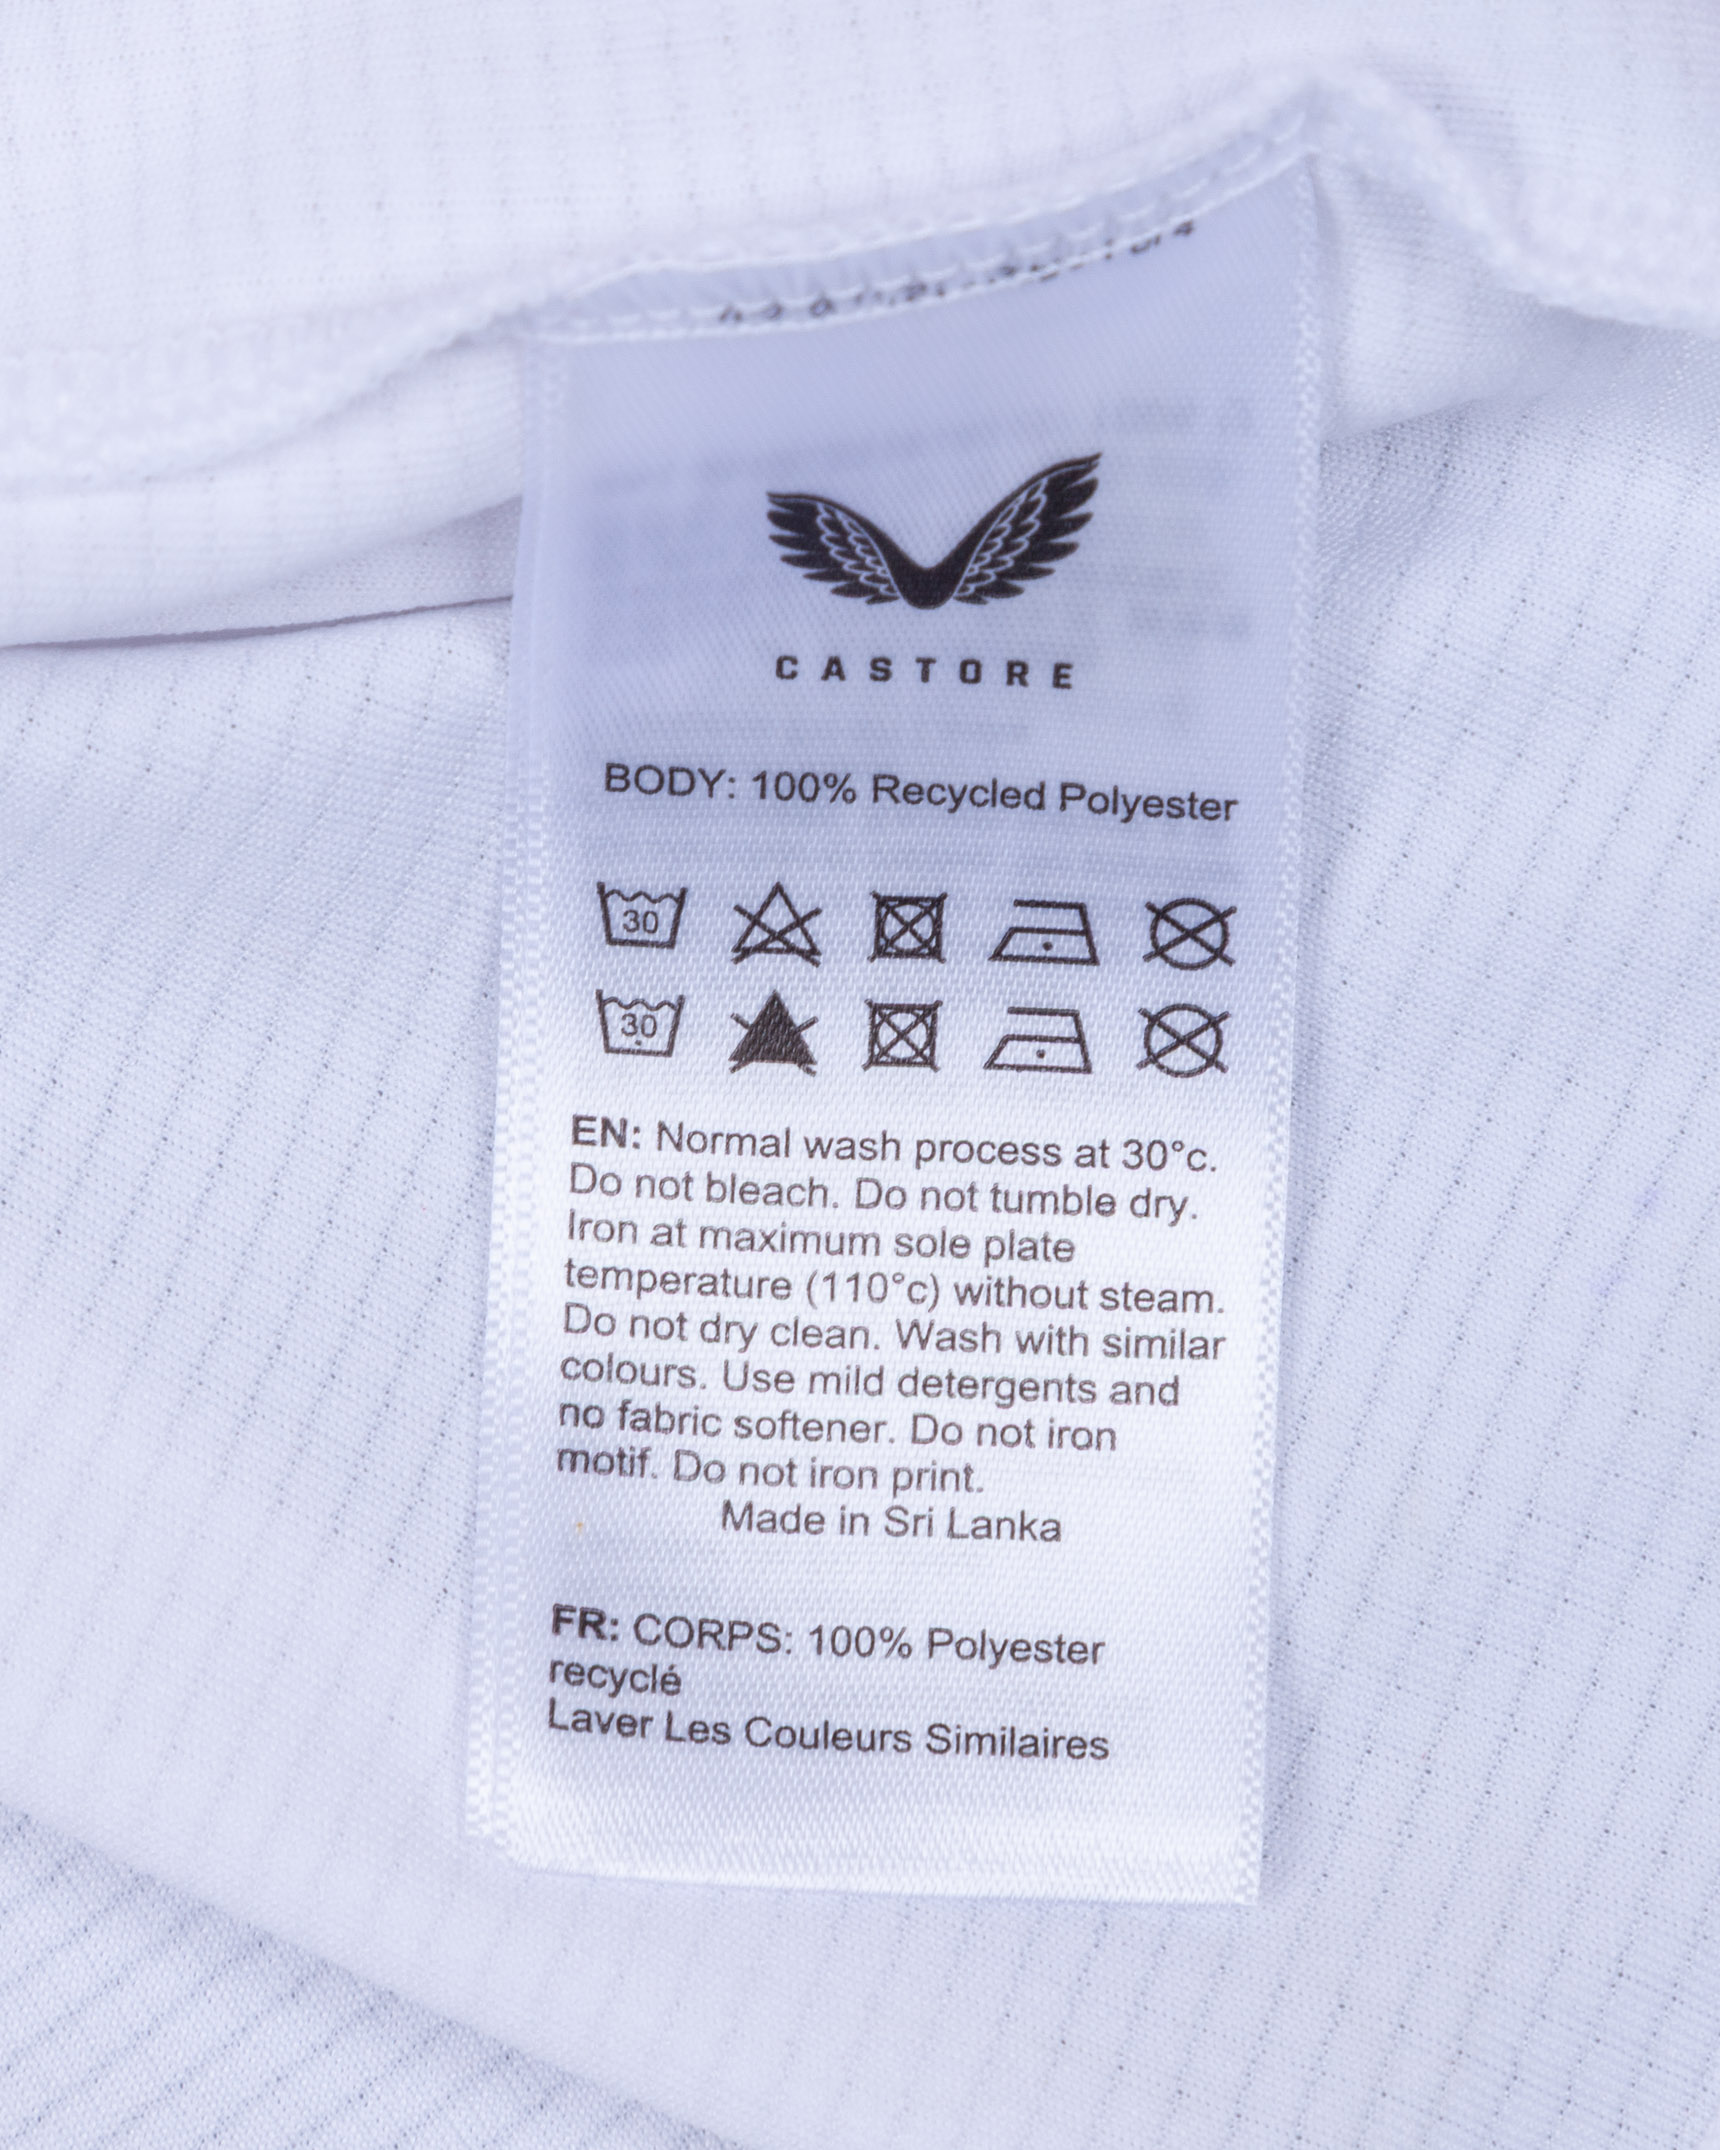 CASTORE
BODY: 100% Recycled Polyester
30
30
EN: Normal wash process at 30°c.
Do not bleach. Do not tumble dry.
Iron at maximum sole plate
temperature (110°c) without steam.
Do not dry clean. Wash with similar
colours. Use mild detergents and
no fabric softener. Do not iron
motif. Do not iron print.
Made in Sri Lanka
FR: CORPS: 100% Polyester
recyclé
Laver Les Couleurs Similaires